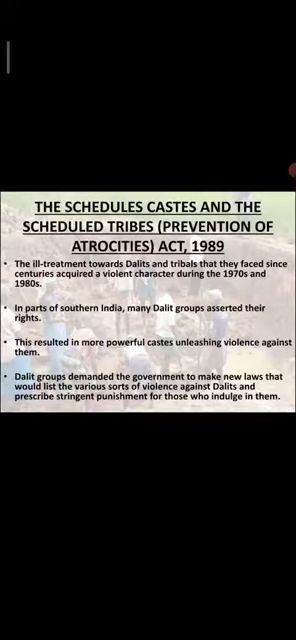 THE SCHEDULES CASTES AND THE
SCHEDULED TRIBES (PREVENTION OF
ATROCITIES) ACT, 1989
• The ill-treatment towards Dalits and tribals that they faced since
centuries acquired a violent character during the 1970s and
1980s.
• In parts of southern India, many Dalit groups asserted their
rights.
• This resulted in more powerful castes unleashing violence against
them.
• Dalit groups demanded the government to make new laws that
would list the various sorts of violence against Dalits and
prescribe stringent punishment for those who indulge in them.